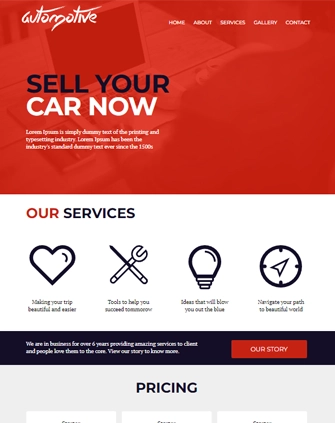 automotive
HOME ABOUT SERVICES GALLERY CONTACT
SELL YOUR
CAR NOW
Lorem Ipsum is simply dummy text of the printing and
typesetting industry. Lorem Ipsum has been the
industry's standard dummy text ever since the 1500s
OUR SERVICES
Making your trip
beautiful and easier
Tools to help you
succeed tommorow
Ideas that will blow
you out the blue
Navigate your path
to beautiful world
We are in business for over 6 years providing amazing services to client
and people love them to the core. View our story to know more.
OUR STORY
PRICING